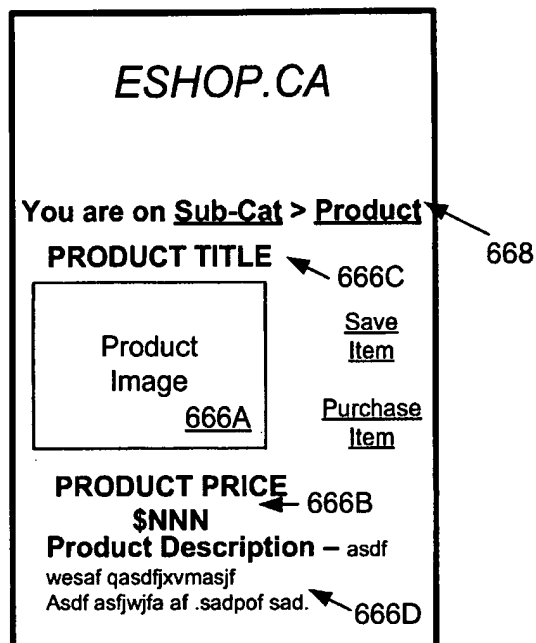 ESHOP.CA
You are on Sub-Cat > Product
668
PRODUCT TITLE
666C
Product
Image
666A
Save
Item
Purchase
Item
PRODUCT PRICE
$NNN
666B
Product Description – asdf
wesaf qasdfjxvmasjf
Asdf asfjwjfa af .sadpof sad.
666D